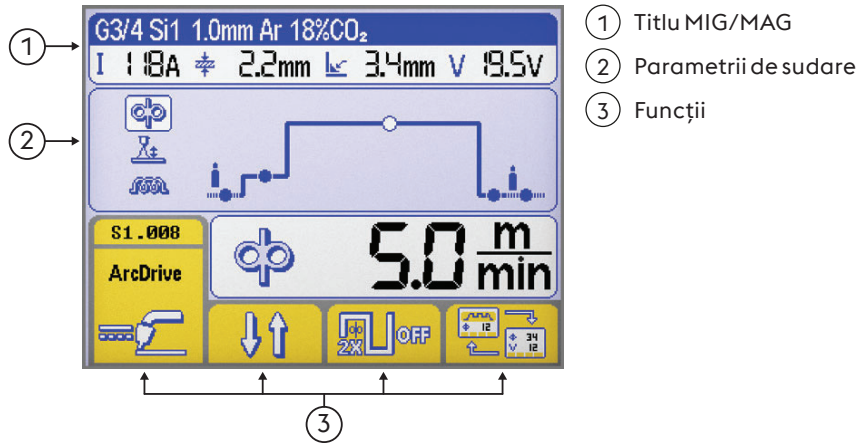 G3/4 Si1 1.0mm Ar 18%CO₂
I 118A 2.2mm 3.4mm V 19.5V
S1.008
ArcDrive
5.0 m/min
2X OFF
12
34
V 12
1 Titlu MIG/MAG
2 Parametrii de sudare
3 Funcții
1
2
3